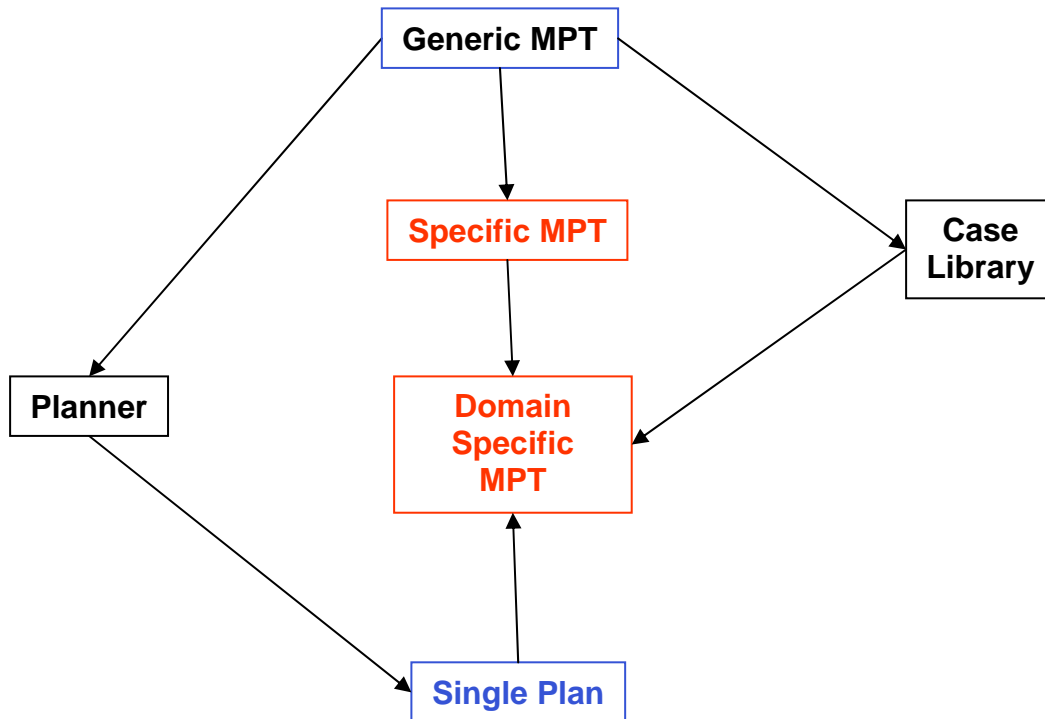 Generic MPT
Specific MPT
Case
Library
Planner
Domain
Specific
MPT
Single Plan